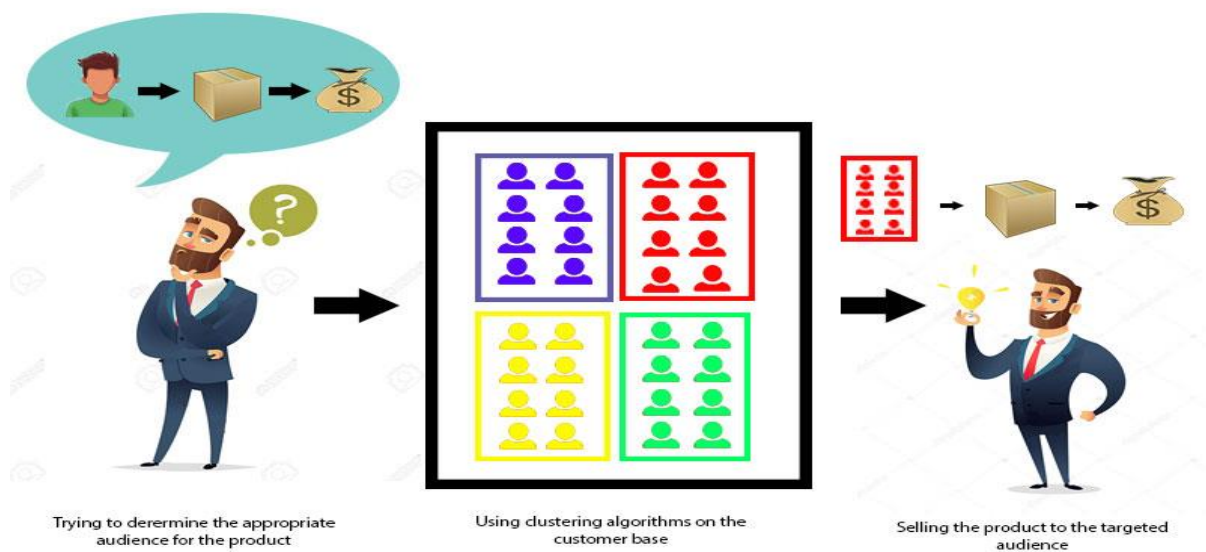 ?
$
$
Trying to derermine the appropriate
audience for the product
Using clustering algorithms on the
customer base
Selling the product to the targeted
audience